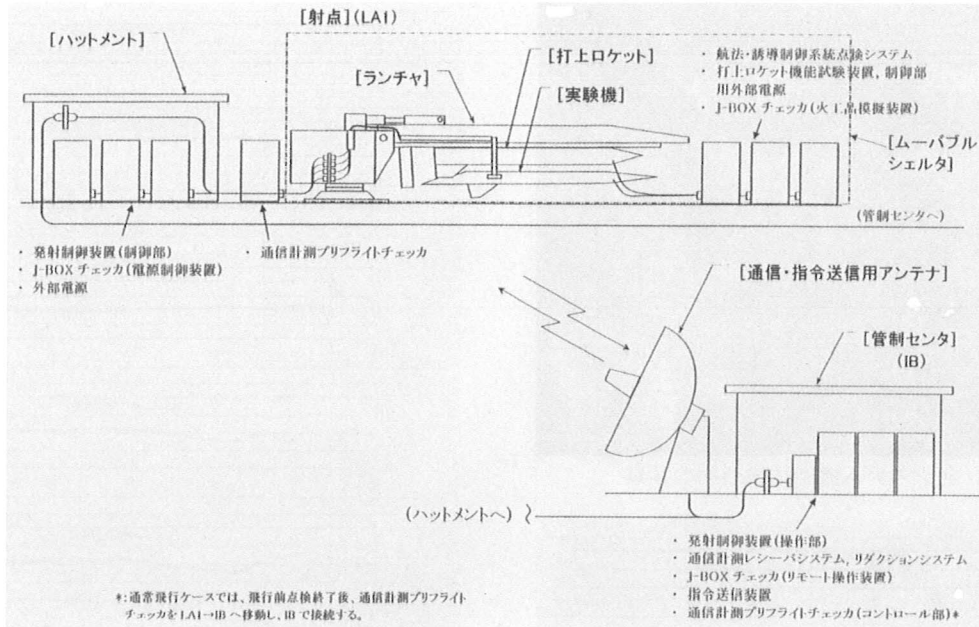 [射点](LA1)
[ハットメント]
[打上ロケット]
[ランチャ]
[実験機]
・ 航法・誘導制御系統点検システム
・ 打上ロケット機能試験装置, 制御部
用外部電源
・ J-BOX チェッカ(火工品模擬装置)
[ムーバブル
シェルタ]
(管制センタへ)
・ 発射制御装置(制御部)
・ J-BOX チェッカ(電源制御装置)
・ 外部電源
・ 通信計測プリフライトチェッカ
[通信・指令送信用アンテナ]
[管制センタ]
(IB)
(ハットメントへ)
・ 発射制御装置(操作部)
・ 通信計測レシーバシステム, リダクションシステム
・ J-BOX チェッカ(リモート操作装置)
・ 指令送信装置
・ 通信計測プリフライトチェッカ(コントロール部)*
*:通常飛行ケースでは、飛行前点検終了後、通信計測プリフライト
チェッカをLA1→IBへ移動し、IBで接続する。